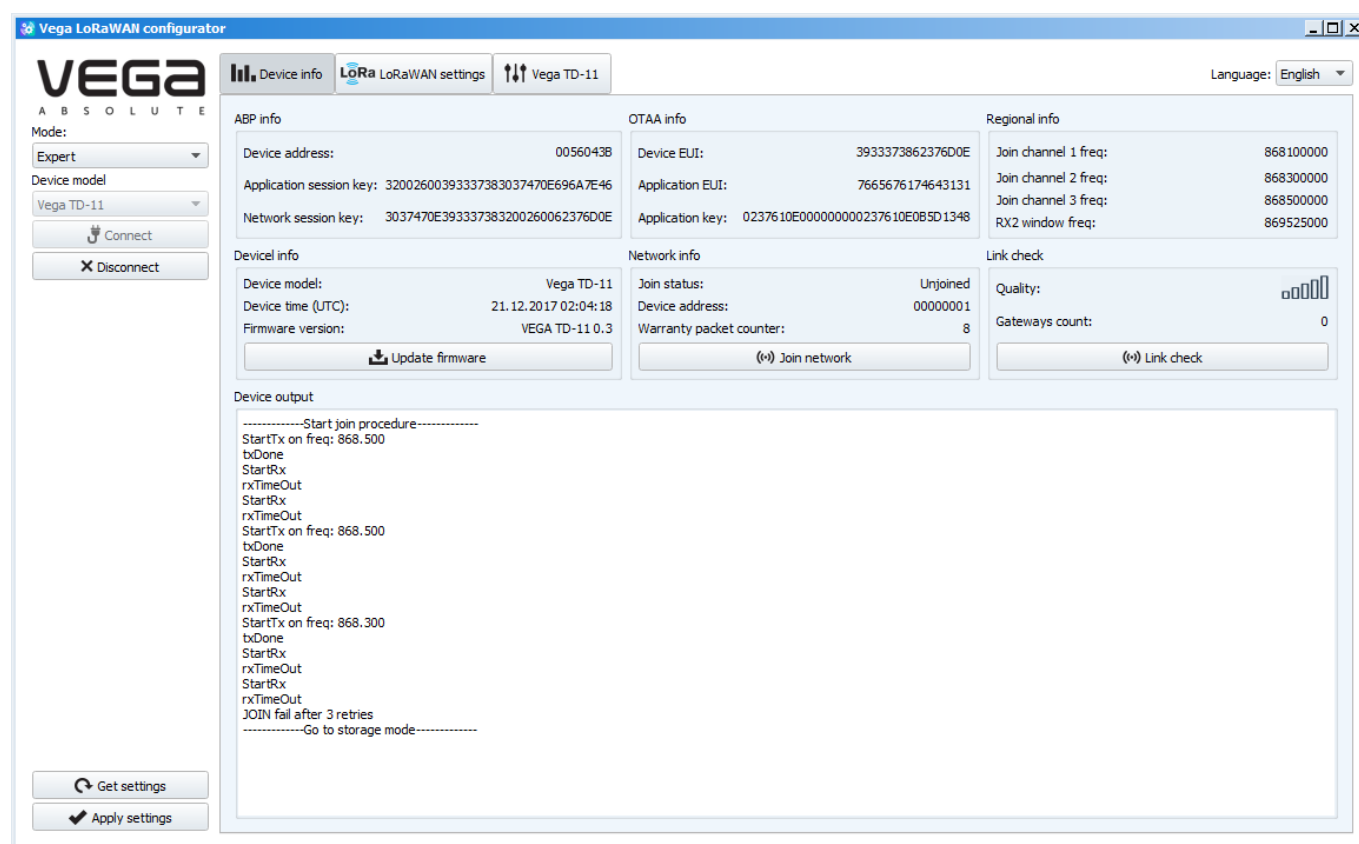 Vega LoRaWAN configurator
VEGA
ABSOLUTE
Mode:
Expert
Device model
Vega TD-11
Connect
Disconnect
Get settings
Apply settings
Device info
LoRa LoRaWAN settings
Vega TD-11
Language: English
ABP info
Device address: 0056043B
Application session key: 32002600393337383037470E696A7E46
Network session key: 3037470E393337383200260062376D0E
OTAA info
Device EUI: 3933373862376D0E
Application EUI: 7665676174643131
Application key: 0237610E000000000237610E0B5D1348
Regional info
Join channel 1 freq: 868100000
Join channel 2 freq: 868300000
Join channel 3 freq: 868500000
RX2 window freq: 869525000
Devicel info
Device model: Vega TD-11
Device time (UTC): 21.12.2017 02:04:18
Firmware version: VEGA TD-11 0.3
Update firmware
Network info
Join status: Unjoined
Device address: 00000001
Warranty packet counter: 8
Join network
Link check
Quality:
Gateways count: 0
Link check
Device output
-------------Start join procedure-------------
StartTx on freq: 868.500
txDone
StartRx
rxTimeOut
StartRx
rxTimeOut
StartTx on freq: 868.500
txDone
StartRx
rxTimeOut
StartRx
rxTimeOut
StartTx on freq: 868.300
txDone
StartRx
rxTimeOut
StartRx
rxTimeOut
JOIN fail after 3 retries
-------------Go to storage mode-------------